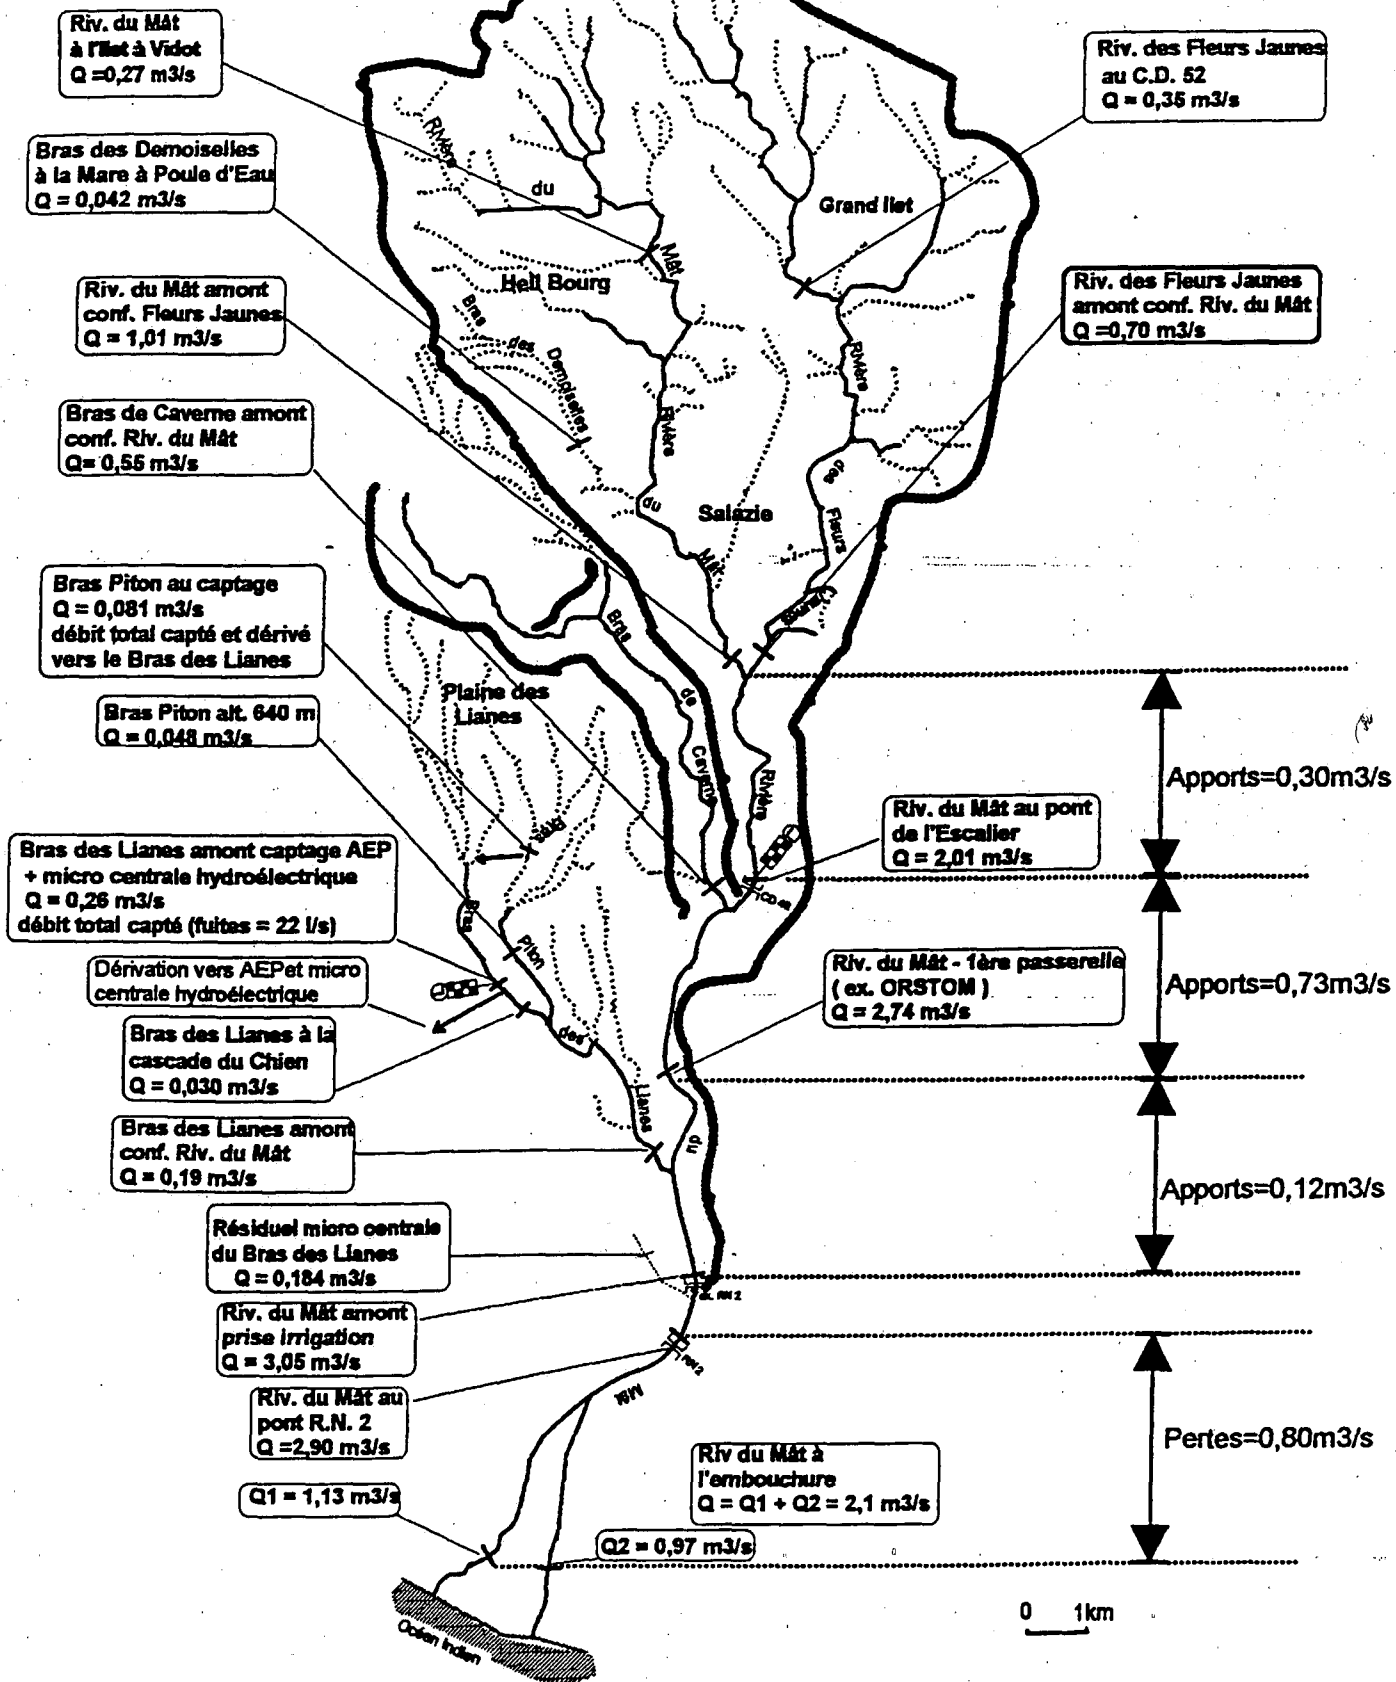 Riv. du Mât
à l'Ilet à Vidot
Q =0,27 m3/s
Riv. des Fleurs Jaunes
au C.D. 52
Q = 0,35 m3/s
Bras des Demoiselles
à la Mare à Poule d'Eau
Q = 0,042 m3/s
Rivière
du
Mât
Grand Ilet
Hell Bourg
Riv. du Mât amont
conf. Fleurs Jaunes
Q = 1,01 m3/s
Riv. des Fleurs Jaunes
amont conf. Riv. du Mât
Q =0,70 m3/s
Bras
des
Demoiselles
Rivière
Rivière
Bras de Caverne amont
conf. Riv. du Mât
Q= 0,55 m3/s
du
Salazie
des
Fleurs
Mât
Jaunes
Bras Piton au captage
Q = 0,081 m3/s
débit total capté et dérivé
vers le Bras des Lianes
Bras
de
Caverne
Rivière
Plaine des
Lianes
Bras Piton alt. 640 m
Q = 0,048 m3/s
Apports=0,30m3/s
Riv. du Mât au pont
de l'Escalier
Q = 2,01 m3/s
Bras des Lianes amont captage AEP
+ micro centrale hydroélectrique
Q = 0,26 m3/s
débit total capté (fuites = 22 l/s)
Bras
Bras
Piton
Dérivation vers AEPet micro
centrale hydroélectrique
Riv. du Mât - 1ère passerelle
( ex. ORSTOM )
Q = 2,74 m3/s
Apports=0,73m3/s
Bras des Lianes à la
cascade du Chien
Q = 0,030 m3/s
des
Lianes
du
Bras des Lianes amont
conf. Riv. du Mât
Q = 0,19 m3/s
Apports=0,12m3/s
Résiduel micro centrale
du Bras des Lianes
Q = 0,184 m3/s
Riv. du Mât amont
prise irrigation
Q = 3,05 m3/s
RN 2
RN 2
Mât
Riv. du Mât au
pont R.N. 2
Q =2,90 m3/s
Pertes=0,80m3/s
Riv du Mât à
l'embouchure
Q = Q1 + Q2 = 2,1 m3/s
Q1 = 1,13 m3/s
Q2 = 0,97 m3/s
Océan Indien
0 1km